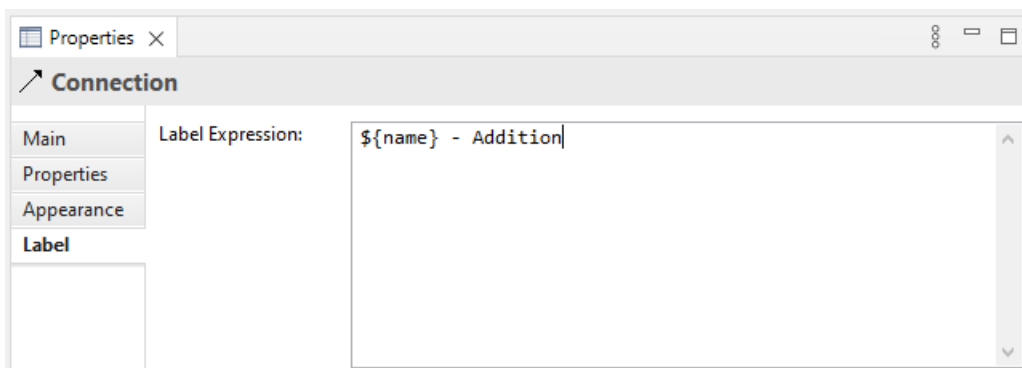 Properties
Connection
Main
Label Expression:
${name} - Addition
Properties
Appearance
Label